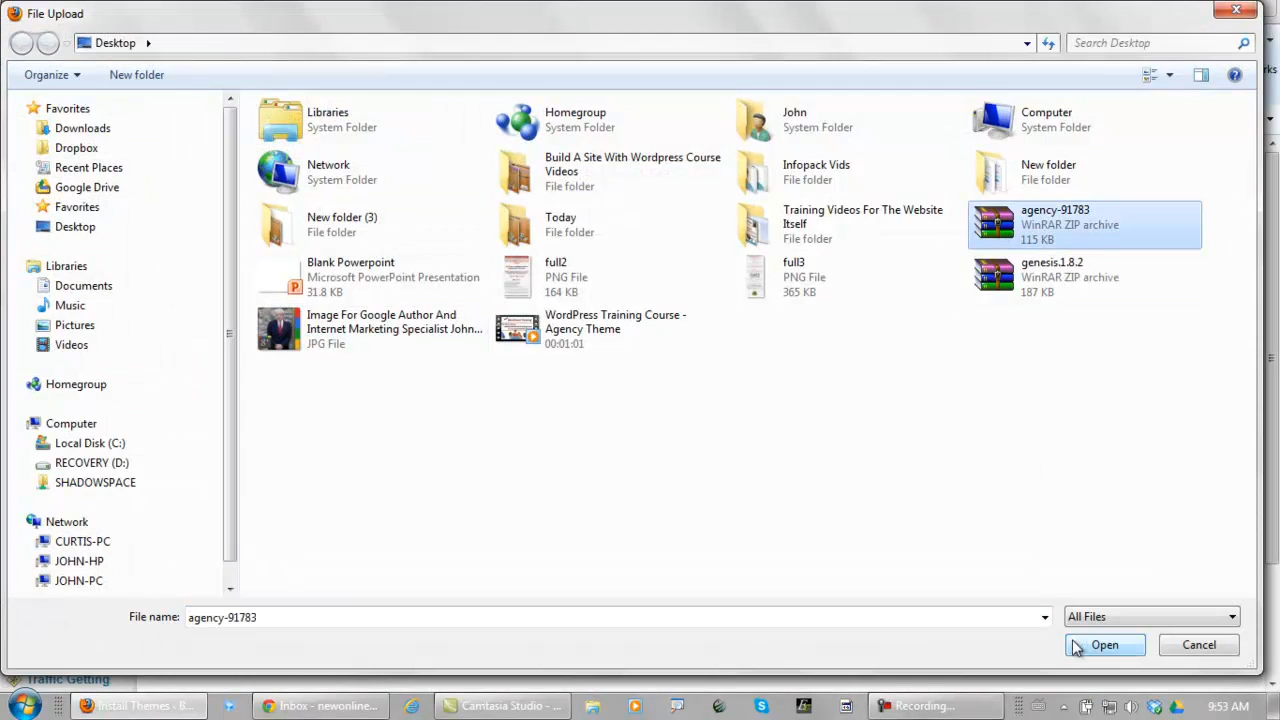 File Upload
Desktop
Search Desktop
Organize
New folder
Favorites
Downloads
Dropbox
Recent Places
Google Drive
Favorites
Desktop
Libraries
Documents
Music
Pictures
Videos
Homegroup
Computer
Local Disk (C:)
RECOVERY (D:)
SHADOWSPACE
Network
CURTIS-PC
JOHN-HP
JOHN-PC
Libraries
System Folder
Homegroup
System Folder
John
System Folder
Computer
System Folder
Network
System Folder
Build A Site With Wordpress Course
Videos
File folder
Infopack Vids
File folder
New folder
File folder
New folder (3)
File folder
Today
File folder
Training Videos For The Website
Itself
File folder
agency-91783
WinRAR ZIP archive
115 KB
Blank Powerpoint
Microsoft PowerPoint Presentation
31.8 KB
full2
PNG File
164 KB
full3
PNG File
365 KB
genesis.1.8.2
WinRAR ZIP archive
187 KB
Image For Google Author And
Internet Marketing Specialist John...
JPG File
WordPress Training Course -
Agency Theme
00:01:01
File name: agency-91783
All Files
Open
Cancel
Traffic Getting
Install Themes ‹ B...
Inbox - newonline...
Camtasia Studio - ...
Recording...
9:53 AM